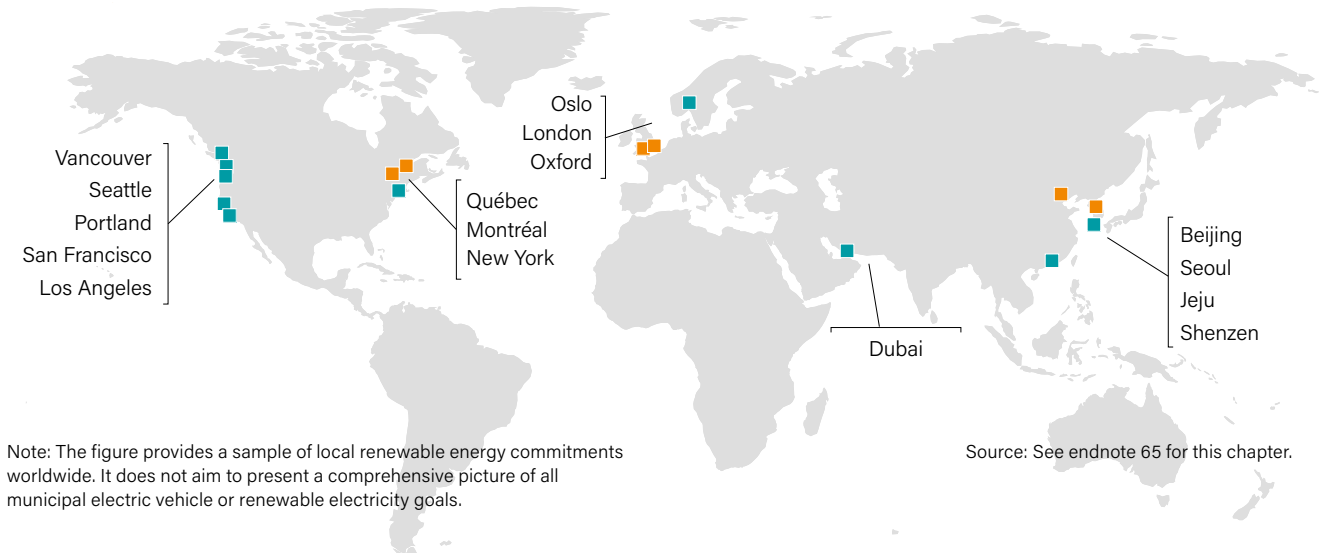 Vancouver
Seattle
Portland
San Francisco
Los Angeles
Québec
Montréal
New York
Oslo
London
Oxford
Dubai
Beijing
Seoul
Jeju
Shenzen
Note: The figure provides a sample of local renewable energy commitments
worldwide. It does not aim to present a comprehensive picture of all
municipal electric vehicle or renewable electricity goals.
Source: See endnote 65 for this chapter.